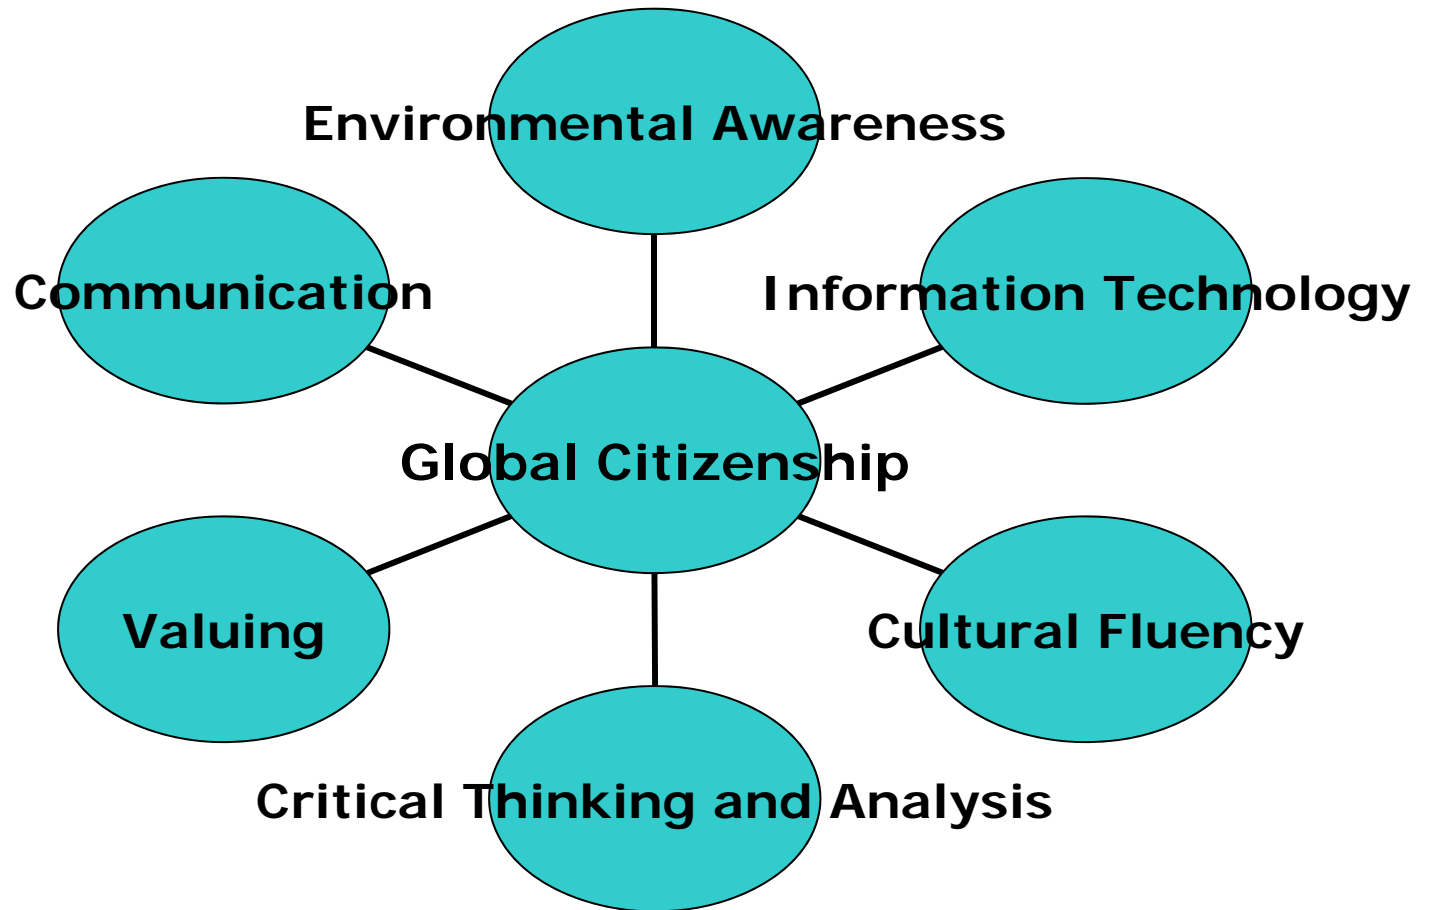 Environmental Awareness
Communication
Information Technology
Global Citizenship
Valuing
Cultural Fluency
Critical Thinking and Analysis